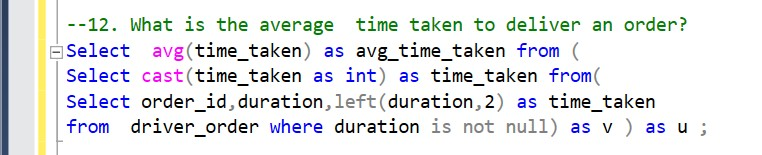 --12. What is the average  time taken to deliver an order?
Select  avg(time_taken) as avg_time_taken from (
Select cast(time_taken as int) as time_taken from(
Select order_id,duration,left(duration,2) as time_taken
from  driver_order where duration is not null) as v ) as u ;